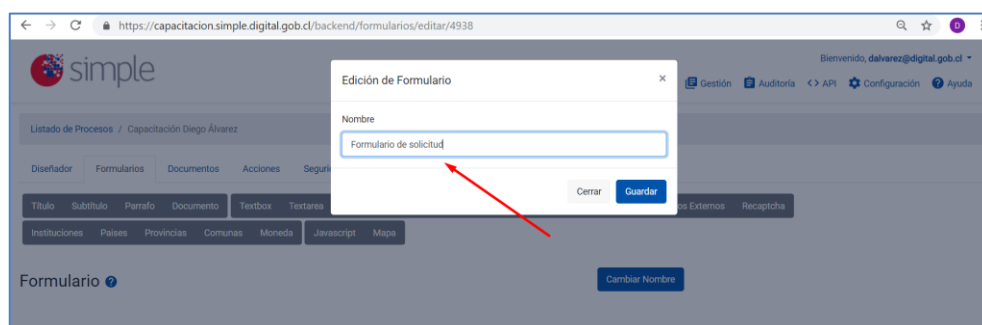 https://capacitacion.simple.digital.gob.cl/backend/formularios/editar/4938
D
simple
Bienvenido, dalvarez@digital.gob.cl
Gestión Auditoría <> API Configuración Ayuda
Edición de Formulario ×
Nombre
Formulario de solicitud
Cerrar Guardar
Listado de Procesos / Capacitación Diego Álvarez
Diseñador Formularios Documentos Acciones
Título Subtítulo Parrafo Documento Textbox Textarea Externos Recaptcha
Instituciones Países Provincias Comunas Moneda Javascript Mapa
Formulario ?
Cambiar Nombre